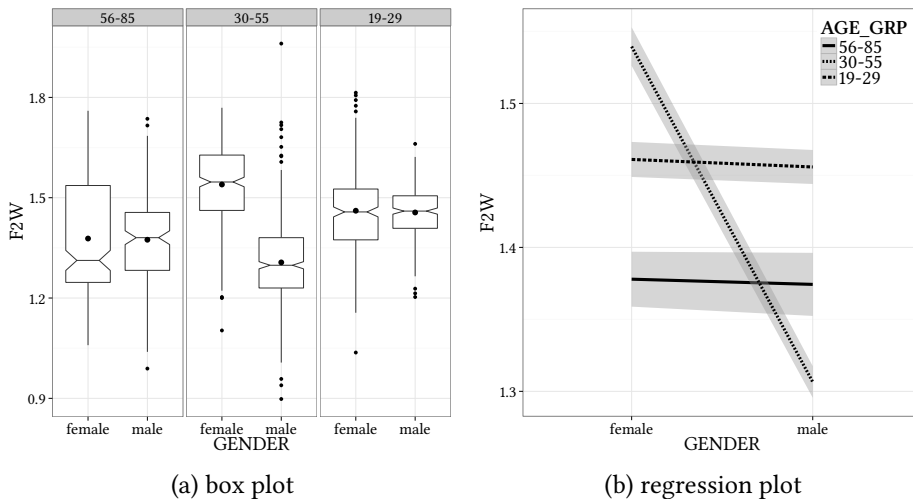 56-85 30-55 19-29
F2W
1.8
1.5
1.2
0.9
female male female male female male
GENDER
(a) box plot
AGE_GRP
56-85
30-55
19-29
F2W
1.5
1.4
1.3
female male
GENDER
(b) regression plot